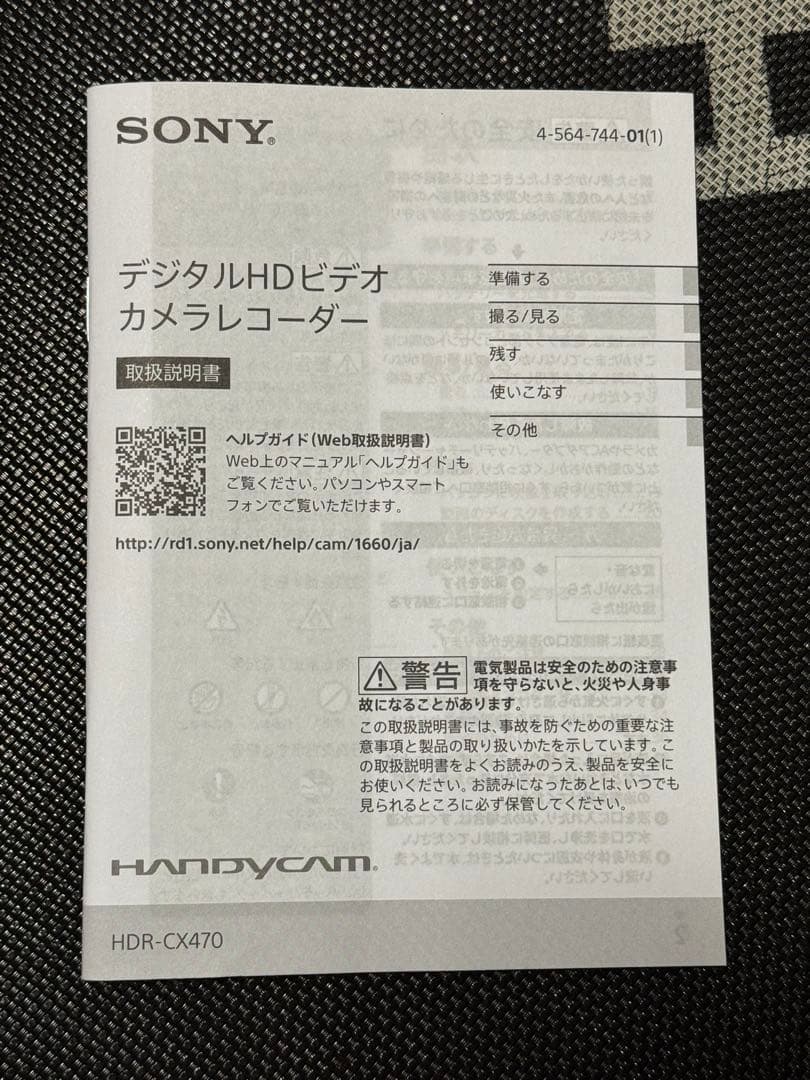 SONY®
4-564-744-01(1)
デジタルHDビデオ
カメラレコーダー
取扱説明書
準備する
撮る/見る
残す
使いこなす
その他
ヘルプガイド(Web取扱説明書)
Web上のマニュアル「ヘルプガイド」も
ご覧ください。パソコンやスマート
フォンでご覧いただけます。
http://rd1.sony.net/help/cam/1660/ja/
警告 電気製品は安全のための注意事
項を守らないと、火災や人身事
故になることがあります。
この取扱説明書には、事故を防ぐための重要な注
意事項と製品の取り扱いかたを示しています。こ
の取扱説明書をよくお読みのうえ、製品を安全に
お使いください。お読みになったあとは、いつでも
見られるところに必ず保管してください。
HANDYCAM®
HDR-CX470